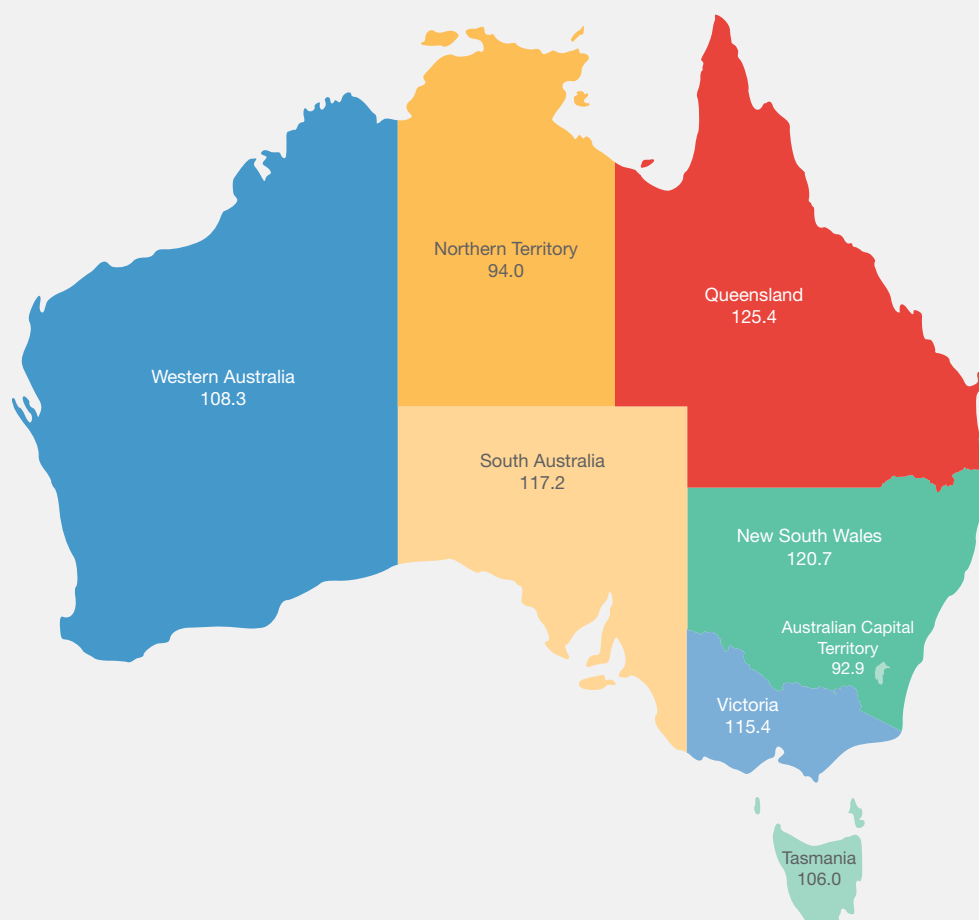 Northern Territory
94.0
Queensland
125.4
Western Australia
108.3
South Australia
117.2
New South Wales
120.7
Australian Capital
Territory
92.9
Victoria
115.4
Tasmania
106.0